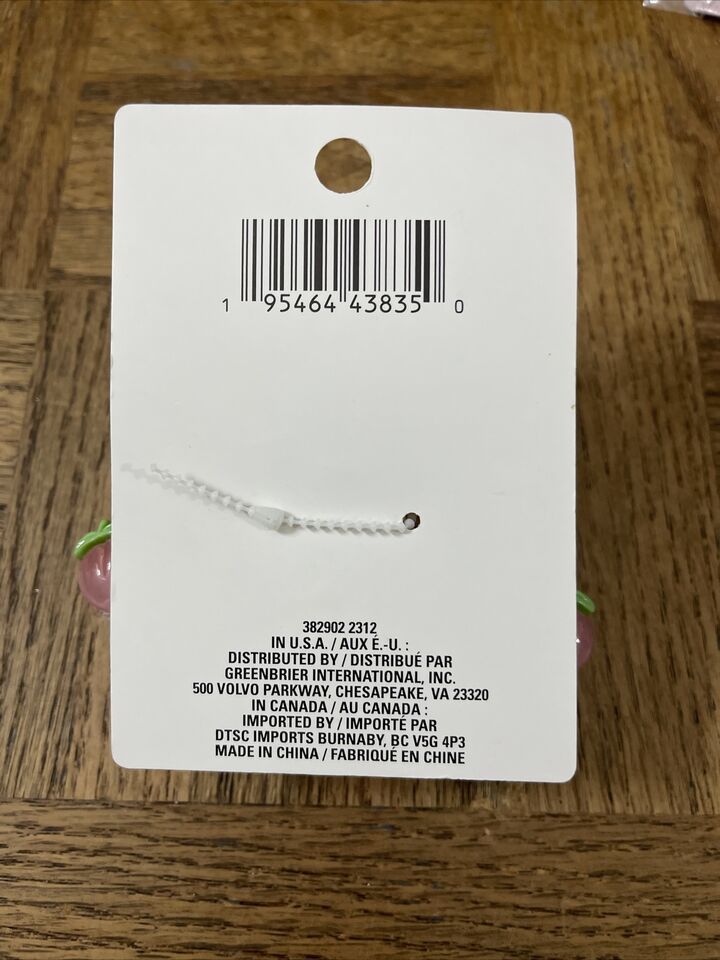 1 95464 43835 0
382902 2312
IN U.S.A. / AUX É.-U. :
DISTRIBUTED BY / DISTRIBUÉ PAR
GREENBRIER INTERNATIONAL, INC.
500 VOLVO PARKWAY, CHESAPEAKE, VA 23320
IN CANADA / AU CANADA :
IMPORTED BY / IMPORTÉ PAR
DTSC IMPORTS BURNABY, BC V5G 4P3
MADE IN CHINA / FABRIQUÉ EN CHINE